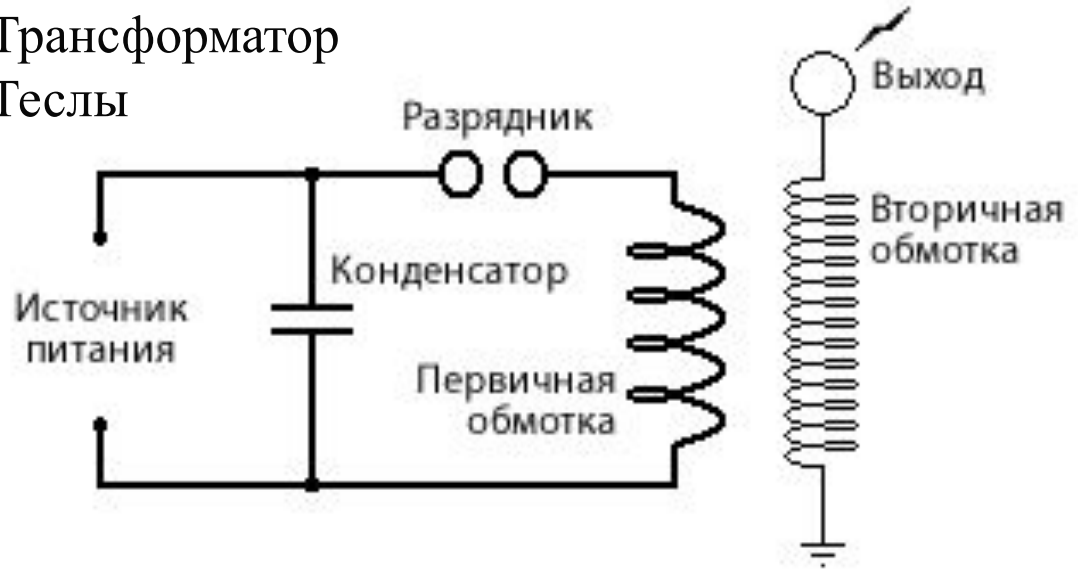 Трансформатор
Теслы
Разрядник
Выход
Вторичная
обмотка
Конденсатор
Источник
питания
Первичная
обмотка